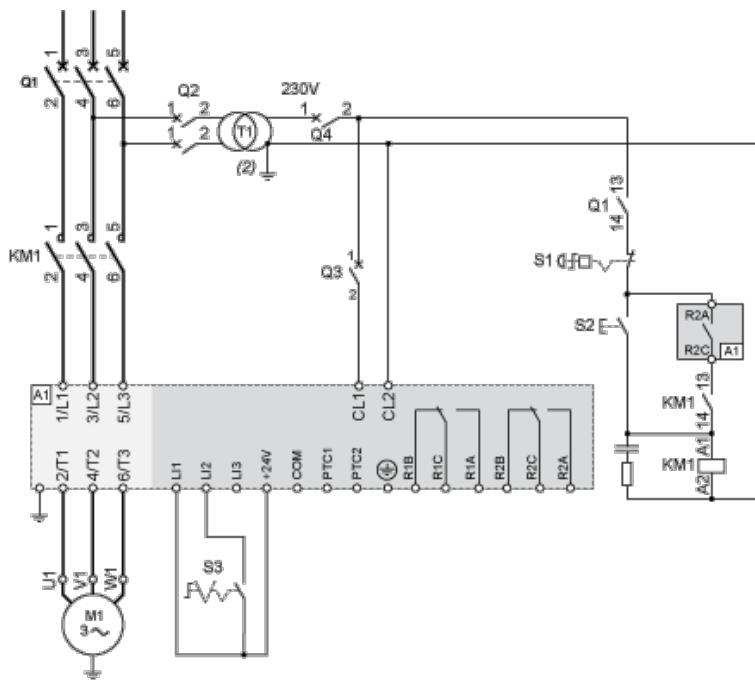 1 3 5
Q1
2 4 6
Q2
1 2
1 2
T1
(2)
230V
1 2
Q4
13
Q1
14
1 3 5
KM1
2 4 6
1
Q3
2
S1
S2
R2A
R2C
A1
13
KM1
14
A1
KM1
A2
A1
1/L1
3/L2
5/L3
CL1
CL2
2/T1
4/T2
6/T3
LI1
LI2
LI3
+24V
COM
PTC1
PTC2
R1B
R1C
R1A
R2B
R2C
R2A
S3
U1
V1
W1
M1
3